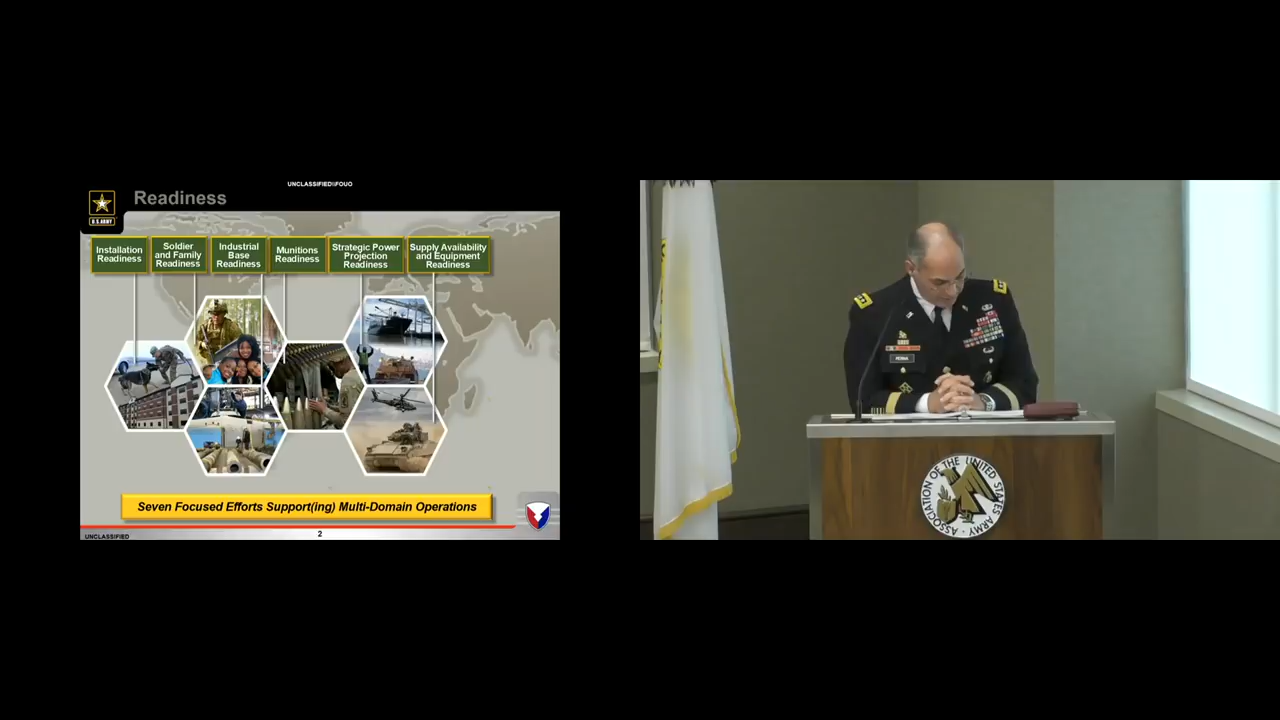 UNCLASSIFIED//FOUO
Readiness
U.S. ARMY
Installation
Readiness
Soldier
and Family
Readiness
Industrial
Base
Readiness
Munitions
Readiness
Strategic Power
Projection
Readiness
Supply Availability
and Equipment
Readiness
Seven Focused Efforts Support(ing) Multi-Domain Operations
UNCLASSIFIED
2
PERNA
ASSOCIATION OF THE UNITED STATES ARMY